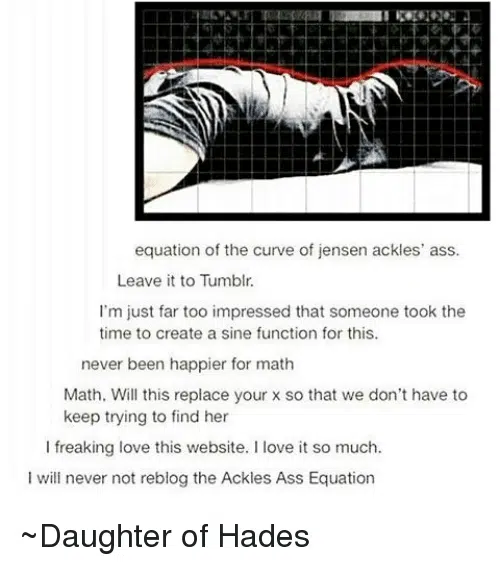 equation of the curve of jensen ackles' ass.
Leave it to Tumblr.
I'm just far too impressed that someone took the
time to create a sine function for this.
never been happier for math
Math. Will this replace your x so that we don't have to
keep trying to find her
I freaking love this website. I love it so much.
I will never not reblog the Ackles Ass Equation
~Daughter of Hades